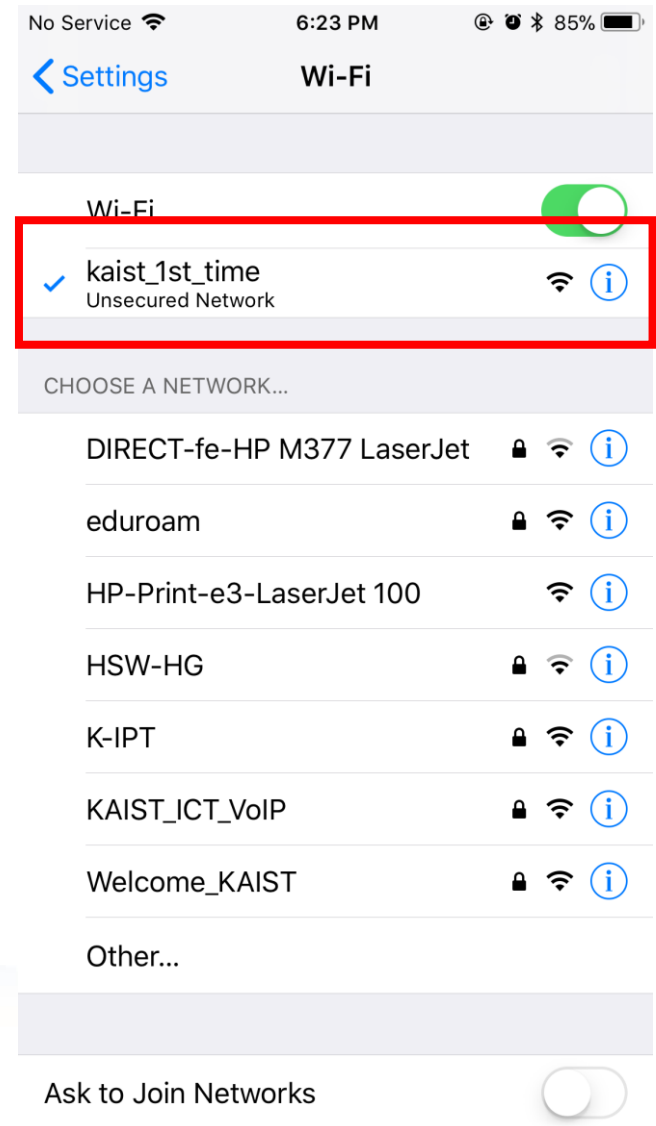 No Service 6:23 PM 85%
Settings Wi-Fi
Wi-Fi
kaist_1st_time
Unsecured Network
CHOOSE A NETWORK...
DIRECT-fe-HP M377 LaserJet
eduroam
HP-Print-e3-LaserJet 100
HSW-HG
K-IPT
KAIST_ICT_VoIP
Welcome_KAIST
Other...
Ask to Join Networks